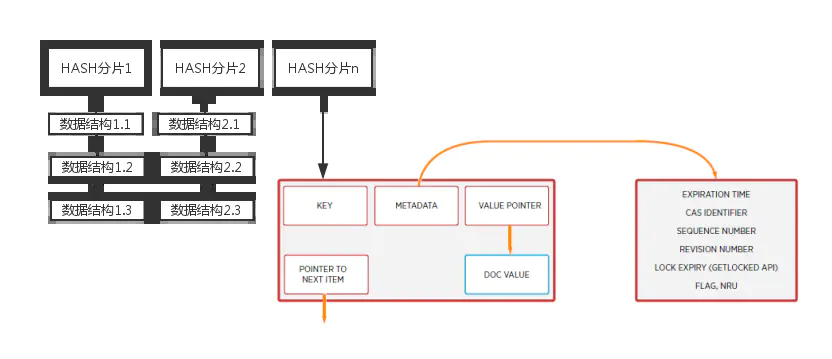 HASH分片1
HASH分片2
HASH分片n
数据结构1.1
数据结构2.1
数据结构1.2
数据结构2.2
数据结构1.3
数据结构2.3
KEY
METADATA
VALUE POINTER
POINTER TO
NEXT ITEM
DOC VALUE
EXPIRATION TIME
CAS IDENTIFIER
SEQUENCE NUMBER
REVISION NUMBER
LOCK EXPIRY (GETLOCKED API)
FLAG, NRU